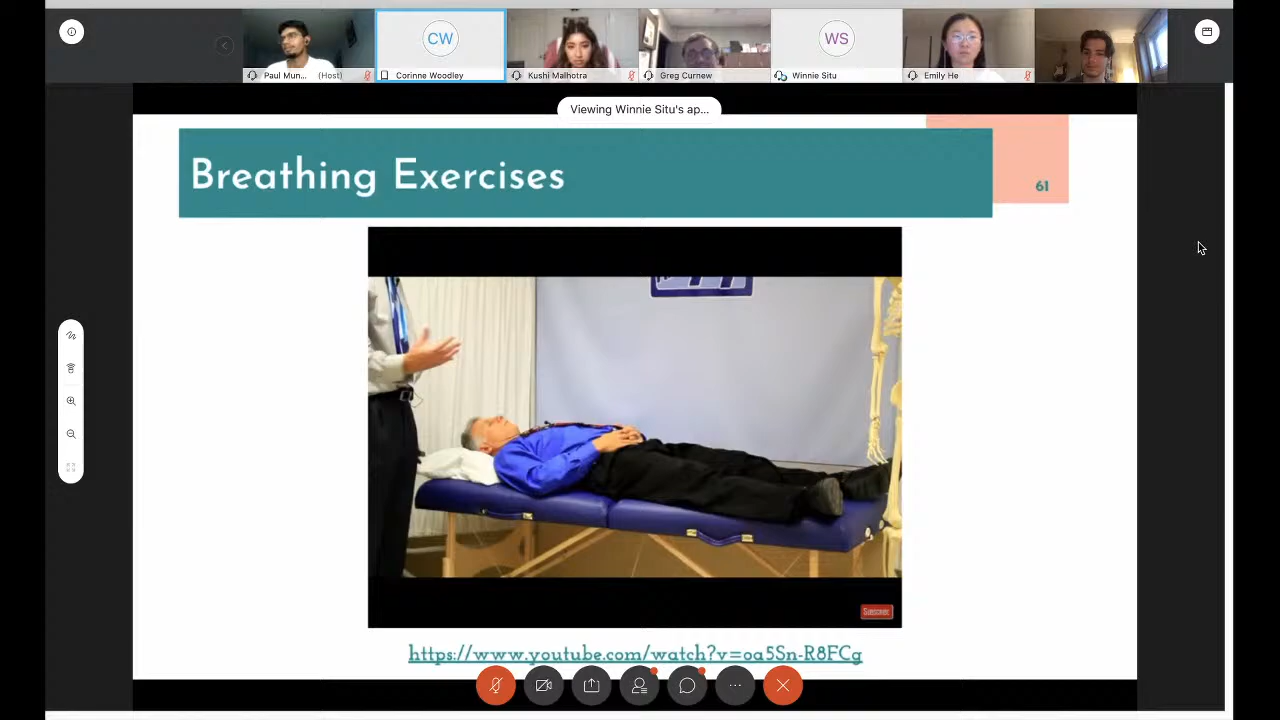 CW
WS
Paul Mun... (Host)
Corinne Woodley
Kushi Malhotra
Greg Curnew
Winnie Situ
Emily He
Viewing Winnie Situ's ap...
Breathing Exercises
61
https://www.youtube.com/watch?v=oa5Sn-R8FCg